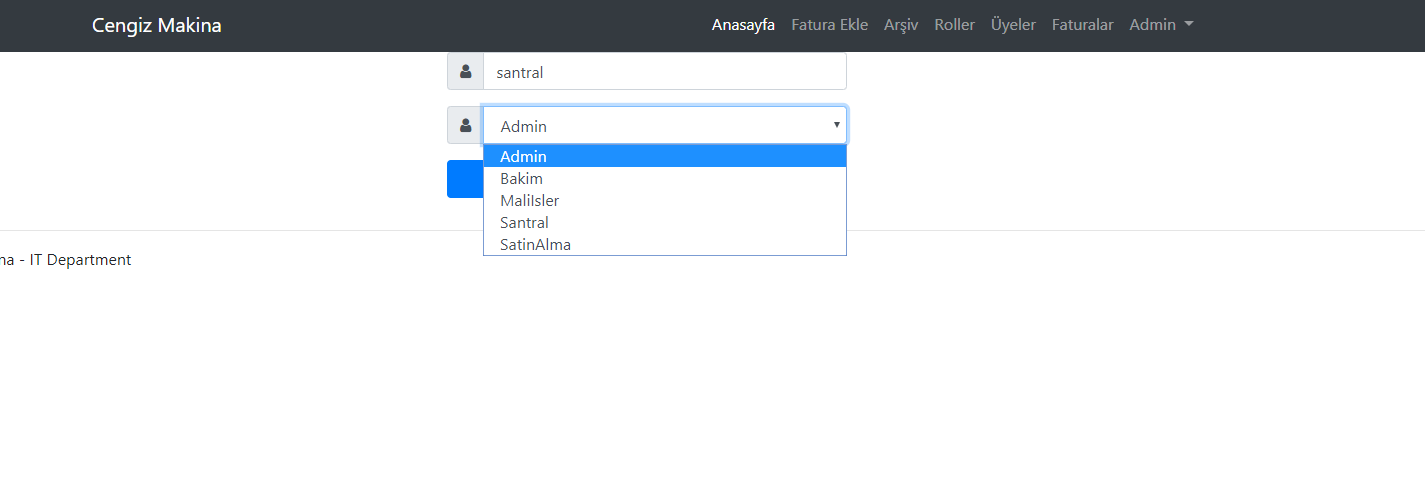 Cengiz Makina
Anasayfa Fatura Ekle Arşiv Roller Üyeler Faturalar Admin
santral
Admin
Admin
Bakim
MaliIsler
Santral
SatinAlma
na - IT Department